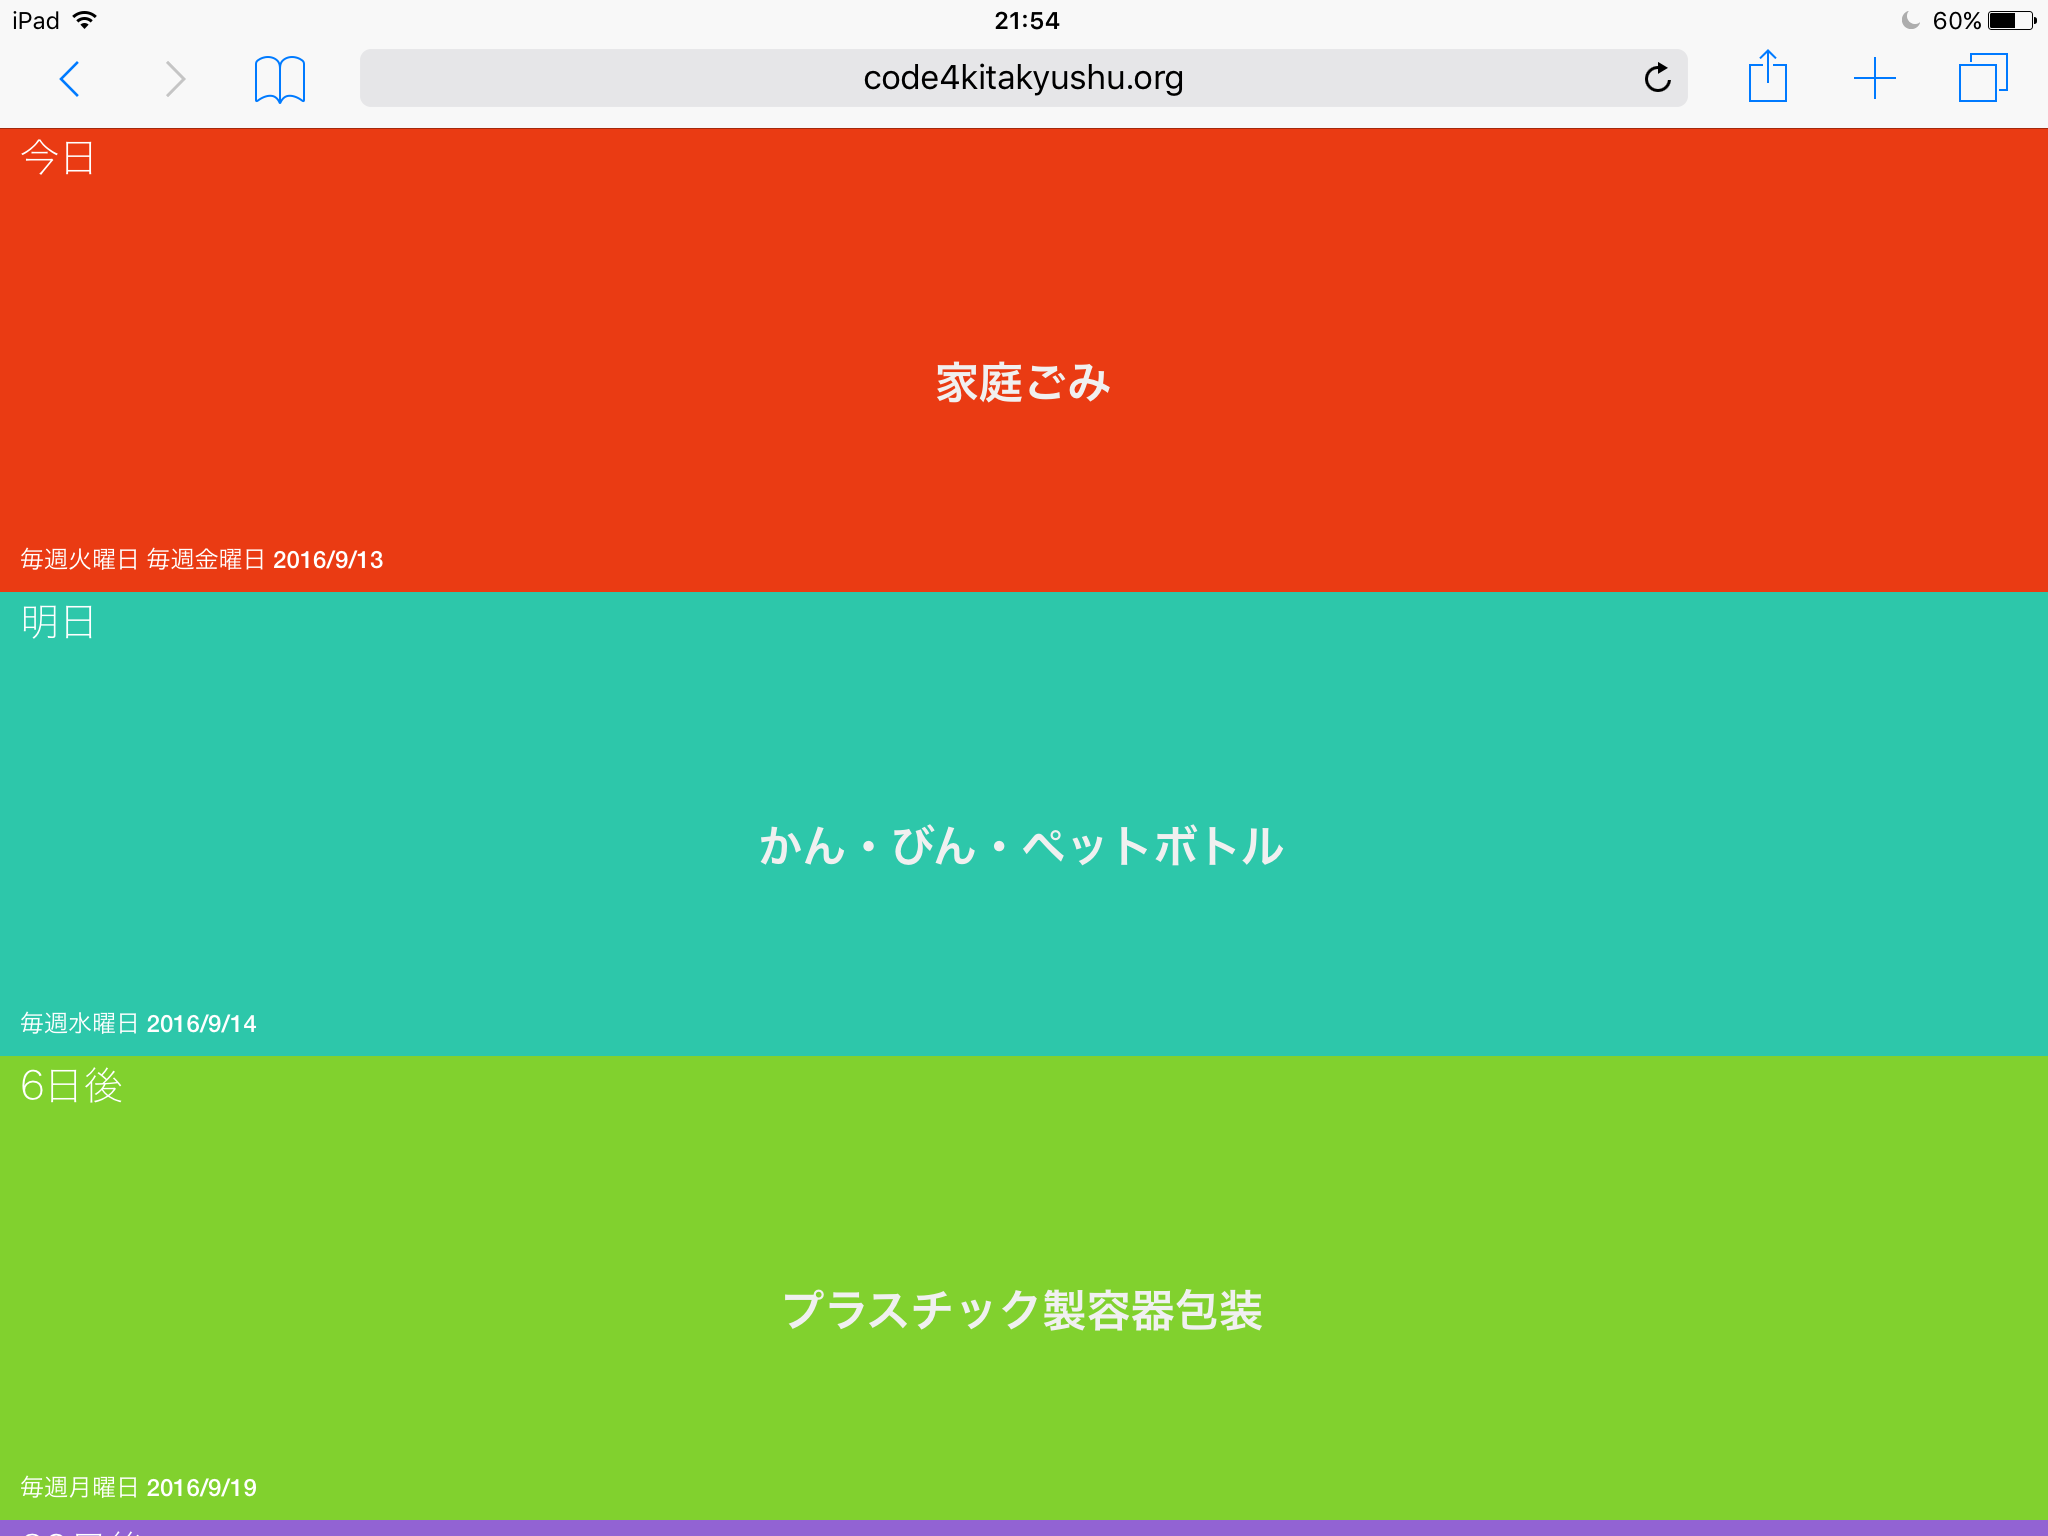 iPad 21:54 60%
code4kitakyushu.org
今日
家庭ごみ
毎週火曜日 毎週金曜日 2016/9/13
明日
かん・びん・ペットボトル
毎週水曜日 2016/9/14
6日後
プラスチック製容器包装
毎週月曜日 2016/9/19